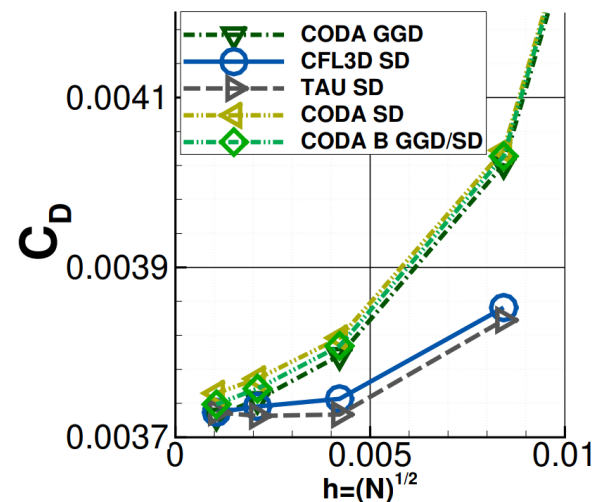 CODA GGD
CFL3D SD
TAU SD
CODA SD
CODA B GGD/SD
0.0041
0.0039
0.0037
C_D
0
0.005
0.01
h=(N)^1/2